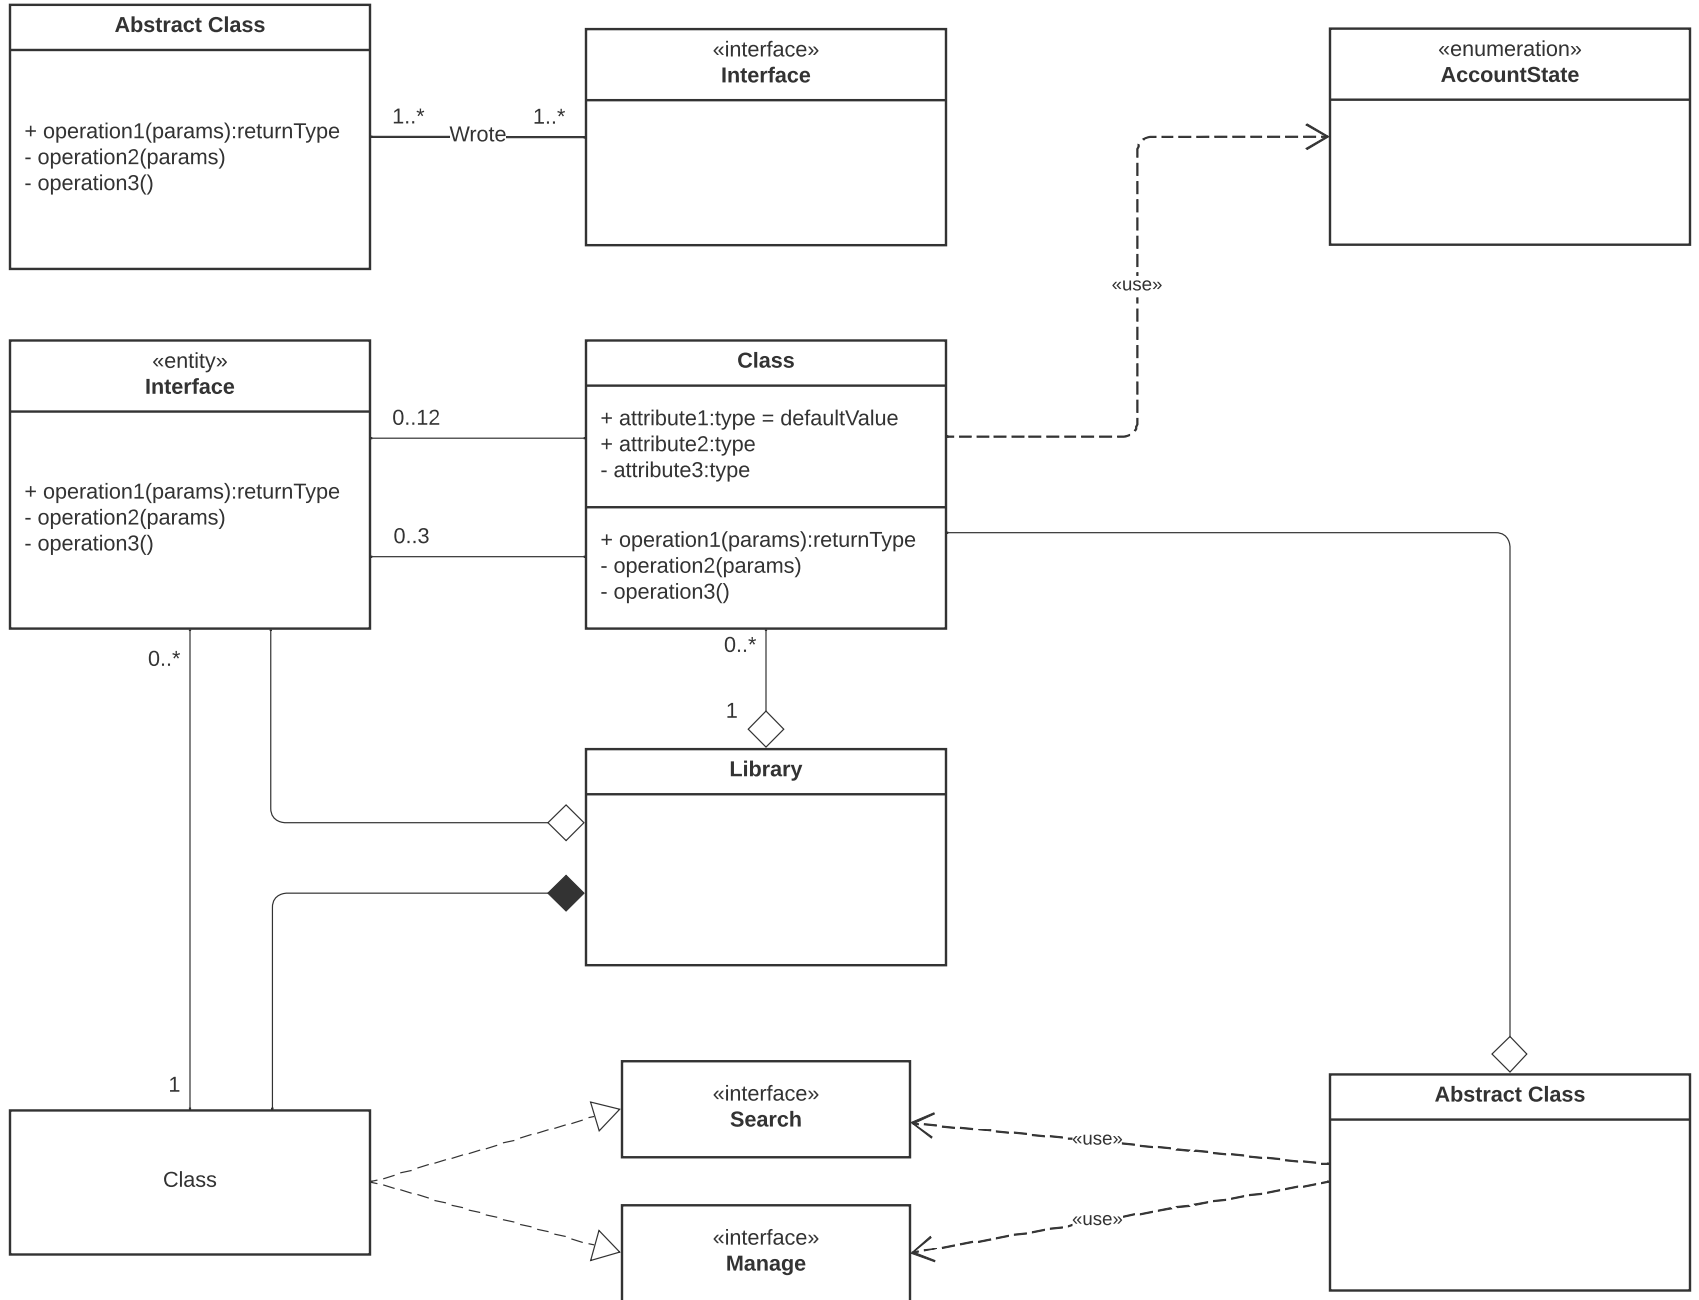 Abstract Class
+ operation1(params):returnType
- operation2(params)
- operation3()
1..*
Wrote
1..*
«interface»
Interface
«enumeration»
AccountState
«use»
«entity»
Interface
+ operation1(params):returnType
- operation2(params)
- operation3()
0..12
0..3
Class
+ attribute1:type = defaultValue
+ attribute2:type
- attribute3:type
+ operation1(params):returnType
- operation2(params)
- operation3()
0..*
0..*
1
Library
1
Class
«interface»
Search
«use»
«interface»
Manage
«use»
Abstract Class